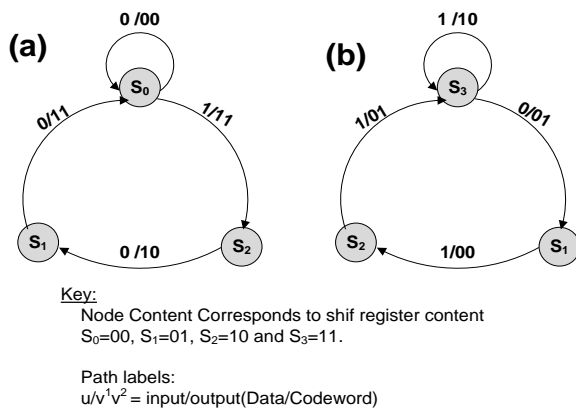 (a)
0 /00
S₀
0/11
1/11
S₁
S₂
0 /10
(b)
1 /10
S₃
1/01
0/01
S₂
S₁
1/00
Key:
Node Content Corresponds to shif register content
S₀=00, S₁=01, S₂=10 and S₃=11.
Path labels:
u/v¹v² = input/output(Data/Codeword)